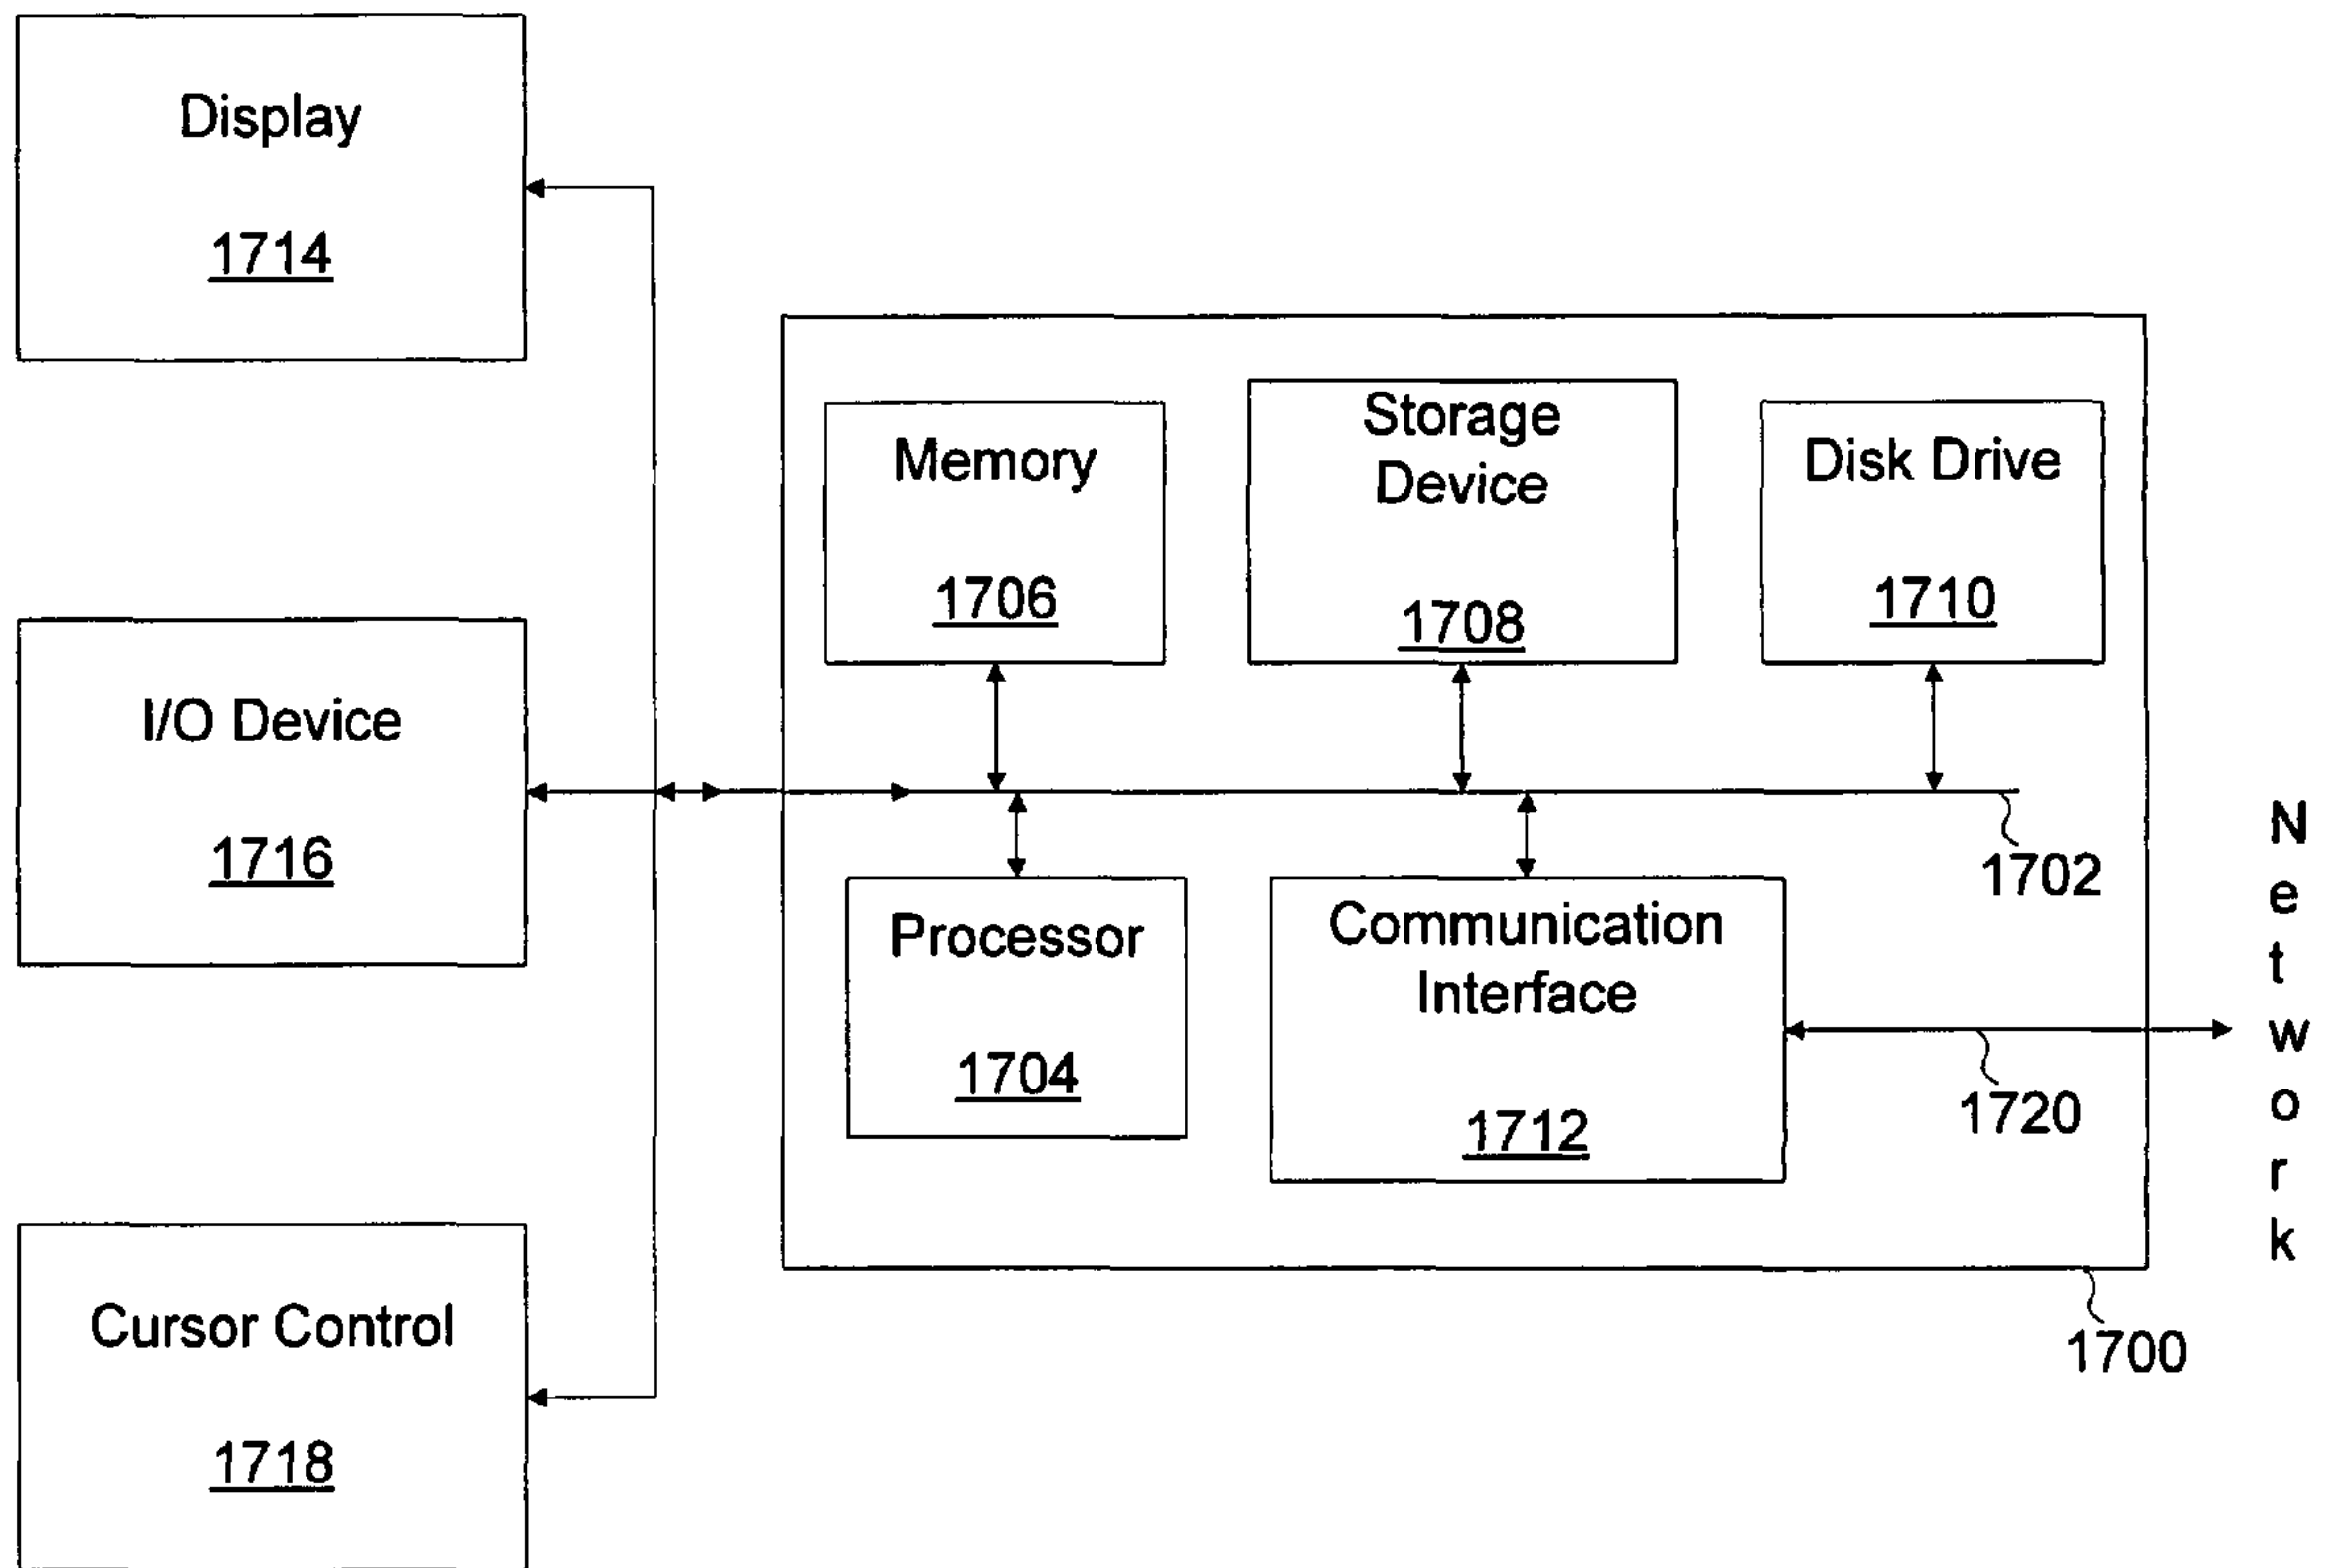 Display
1714
I/O Device
1716
Cursor Control
1718
Memory
1706
Storage
Device
1708
Disk Drive
1710
1702
Processor
1704
Communication
Interface
1712
1720
1700
Network